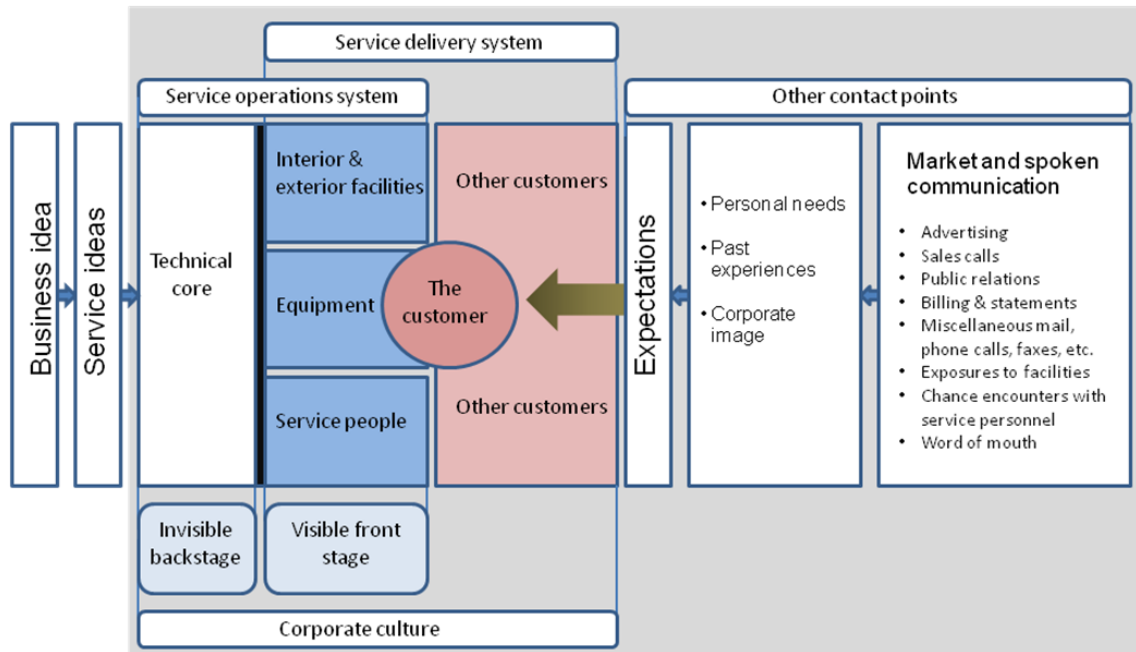 Service delivery system
Service operations system
Other contact points
Business idea
Service ideas
Technical
core
Interior &
exterior facilities
Equipment
Service people
Other customers
The
customer
Other customers
Expectations
• Personal needs
• Past
experiences
• Corporate
image
Market and spoken
communication
• Advertising
• Sales calls
• Public relations
• Billing & statements
• Miscellaneous mail,
phone calls, faxes, etc.
• Exposures to facilities
• Chance encounters with
service personnel
• Word of mouth
Invisible
backstage
Visible front
stage
Corporate culture